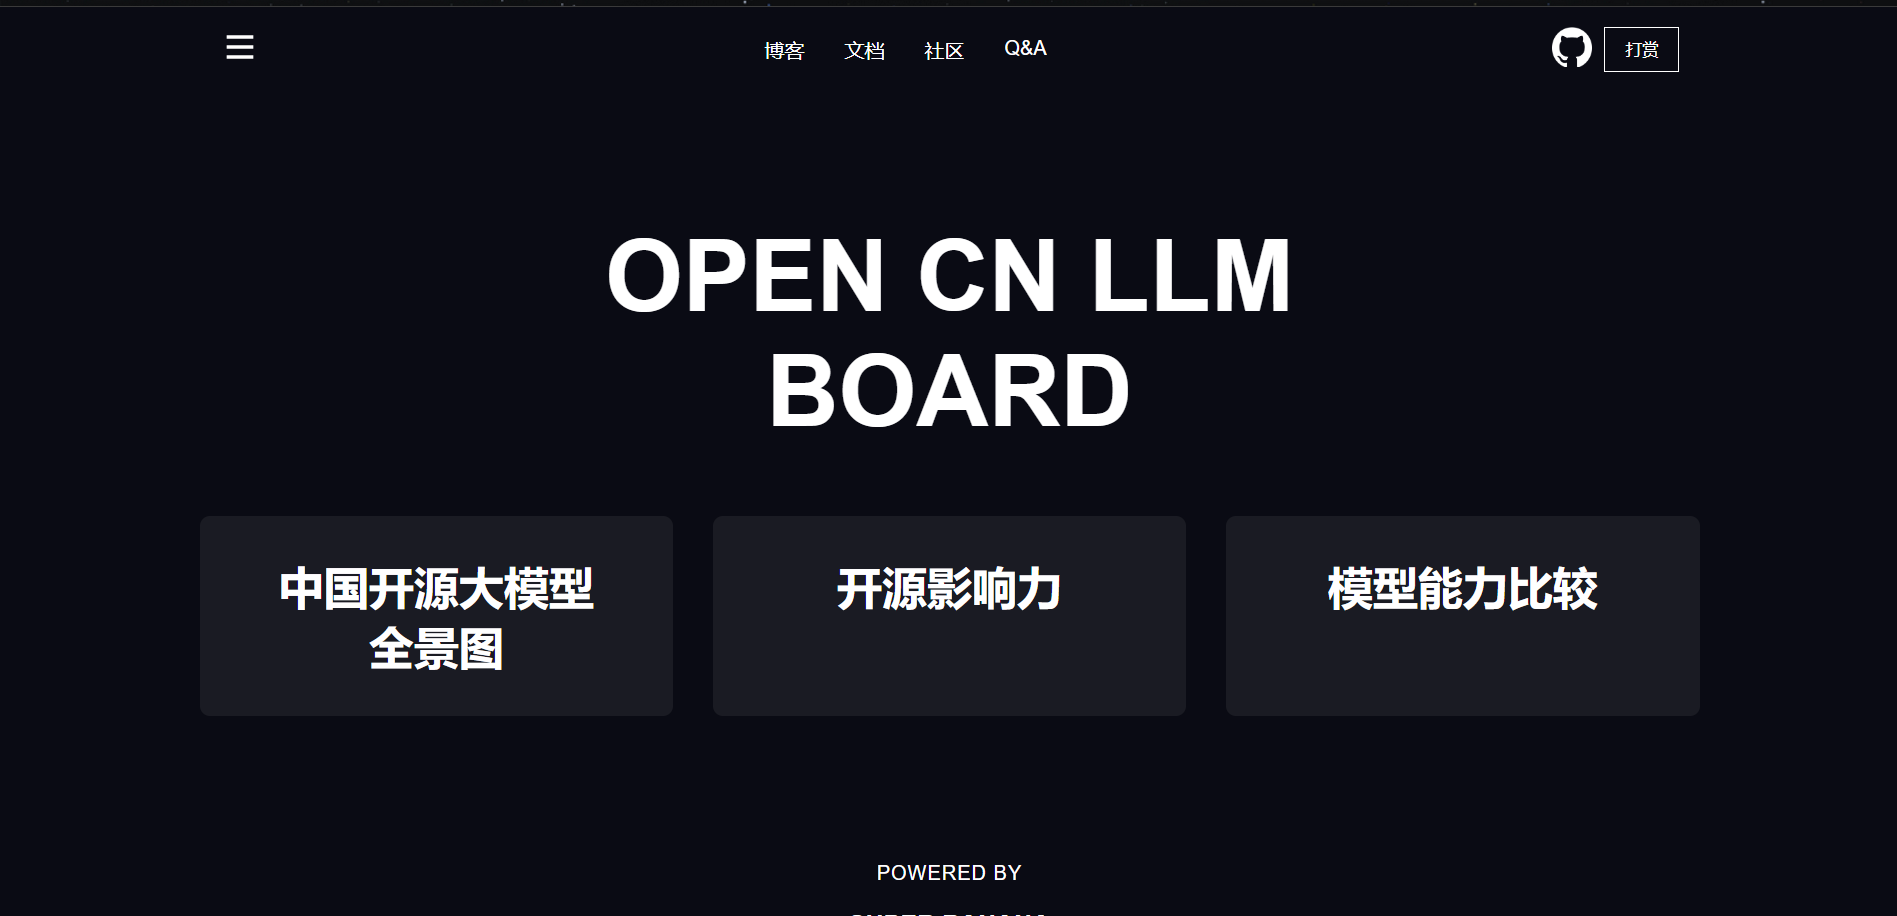 博客 文档 社区 Q&A 打赏
OPEN CN LLM
BOARD
中国开源大模型
全景图
开源影响力
模型能力比较
POWERED BY